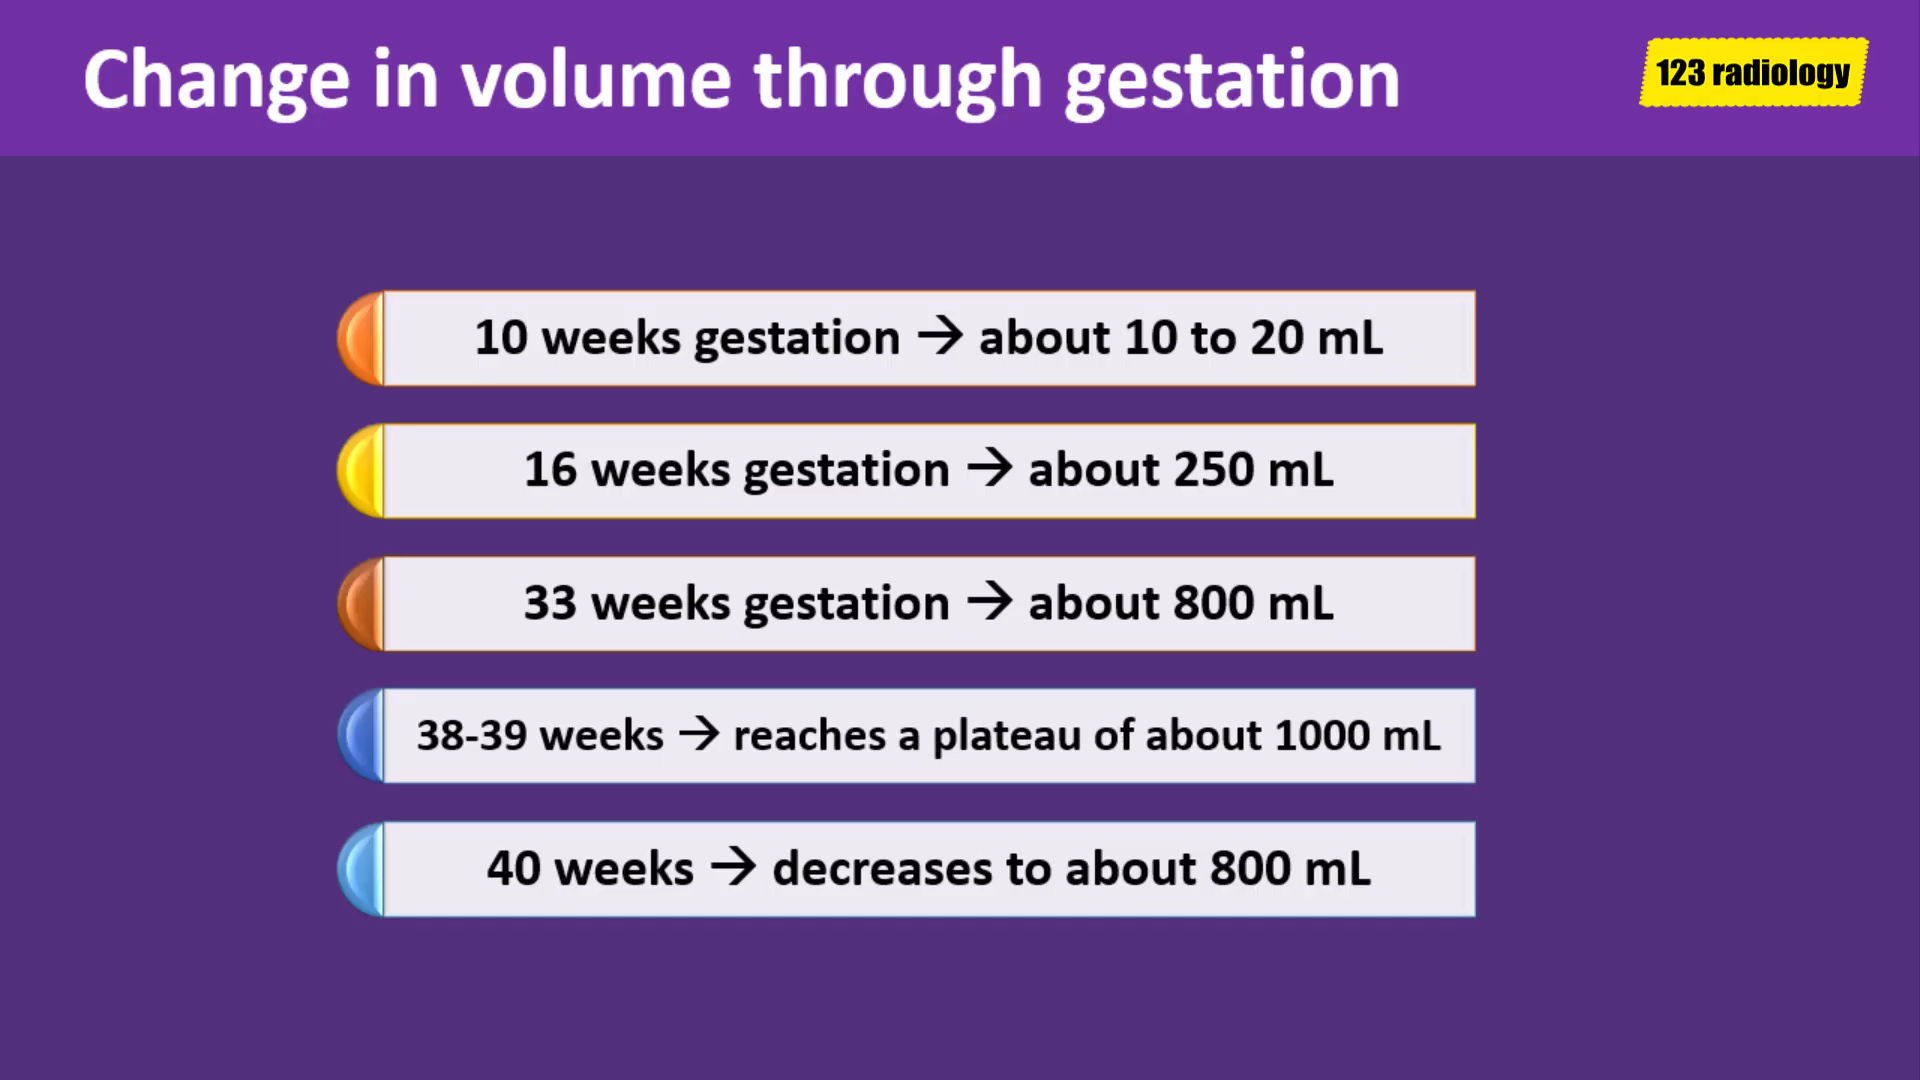 Change in volume through gestation
123 radiology
10 weeks gestation → about 10 to 20 mL
16 weeks gestation → about 250 mL
33 weeks gestation → about 800 mL
38-39 weeks → reaches a plateau of about 1000 mL
40 weeks → decreases to about 800 mL